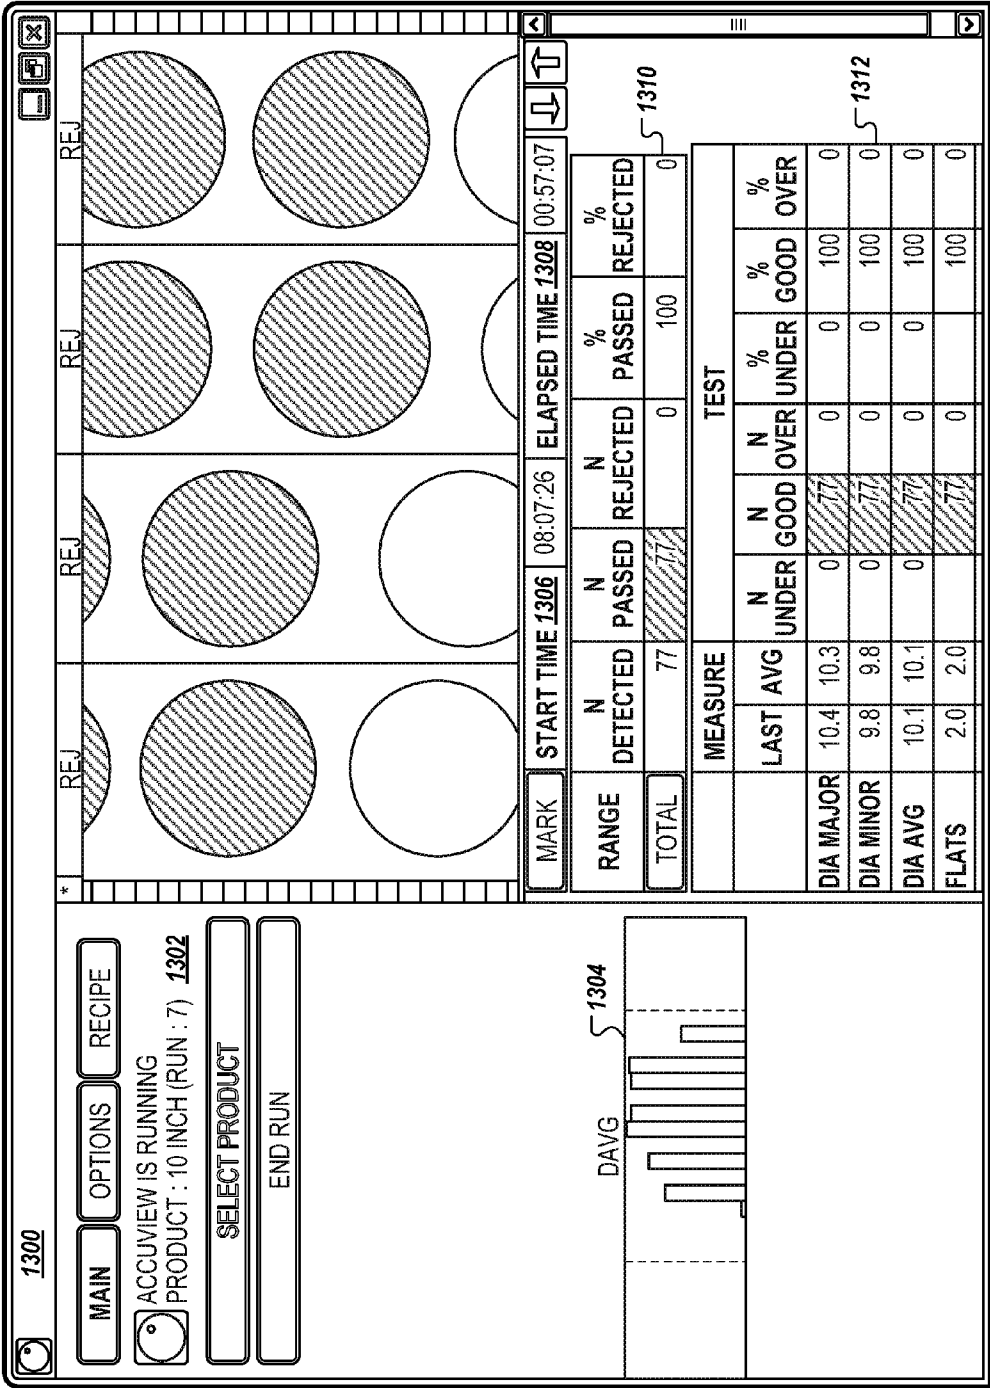 1300
MAIN OPTIONS RECIPE
ACCUVIEW IS RUNNING
PRODUCT : 10 INCH (RUN : 7) 1302
SELECT PRODUCT
END RUN
DAVG
1304
* REJ REJ REJ REJ
MARK START TIME 1306 08:07:26 ELAPSED TIME 1308 00:57:07
RANGE N DETECTED N PASSED N REJECTED % PASSED % REJECTED
TOTAL 77 77 0 100 0
1310
MEASURE TEST
LAST AVG N UNDER N GOOD N OVER % UNDER % GOOD % OVER
DIA MAJOR 10.4 10.3 0 77 0 0 100 0
DIA MINOR 9.8 9.8 0 77 0 0 100 0
DIA AVG 10.1 10.1 0 77 0 0 100 0
FLATS 2.0 2.0 77 0 100 0
1312